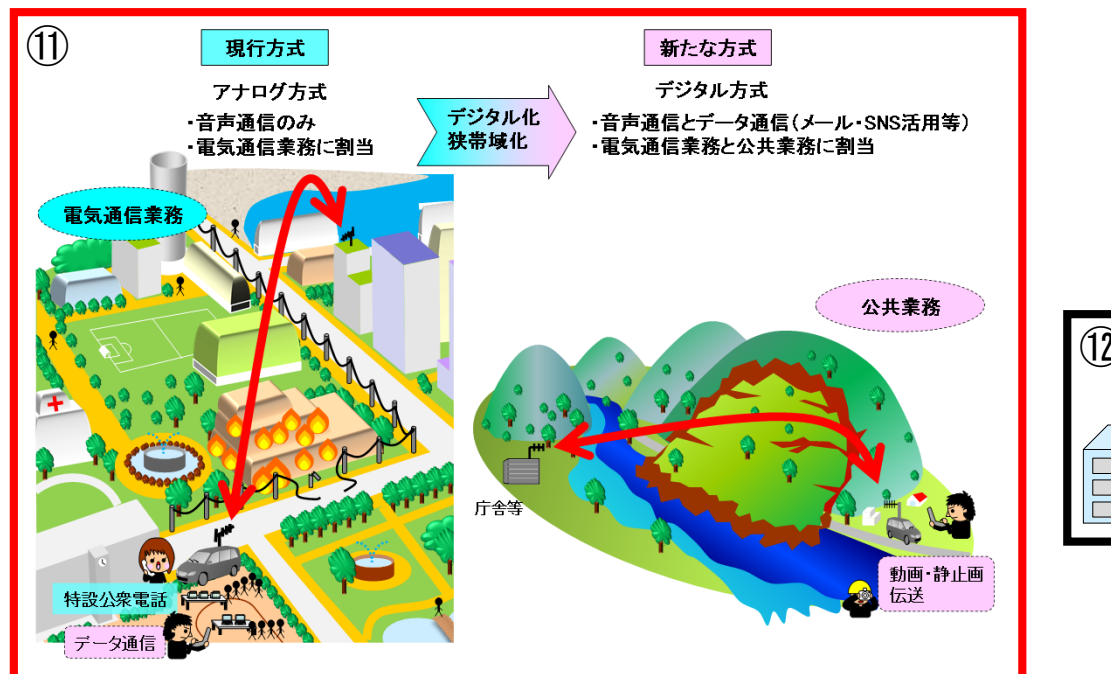 ⑪
現行方式
新たな方式
アナログ方式
・音声通信のみ
・電気通信業務に割当
デジタル化
狭帯域化
デジタル方式
・音声通信とデータ通信(メール・SNS活用等)
・電気通信業務と公共業務に割当
電気通信業務
公共業務
庁舎等
動画・静止画
伝送
特設公衆電話
データ通信
⑫